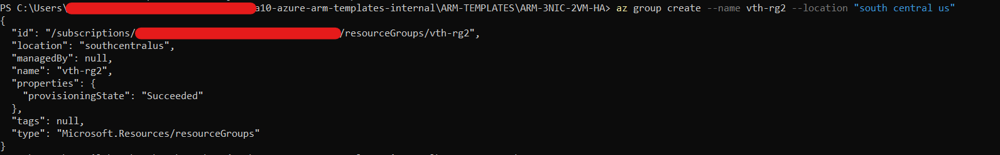 PS C:\Users\a10-azure-arm-templates-internal\ARM-TEMPLATES\ARM-3NIC-2VM-HA> az group create --name vth-rg2 --location "south central us"
{
  "id": "/subscriptions//resourceGroups/vth-rg2",
  "location": "southcentralus",
  "managedBy": null,
  "name": "vth-rg2",
  "properties": {
    "provisioningState": "Succeeded"
  },
  "tags": null,
  "type": "Microsoft.Resources/resourceGroups"
}